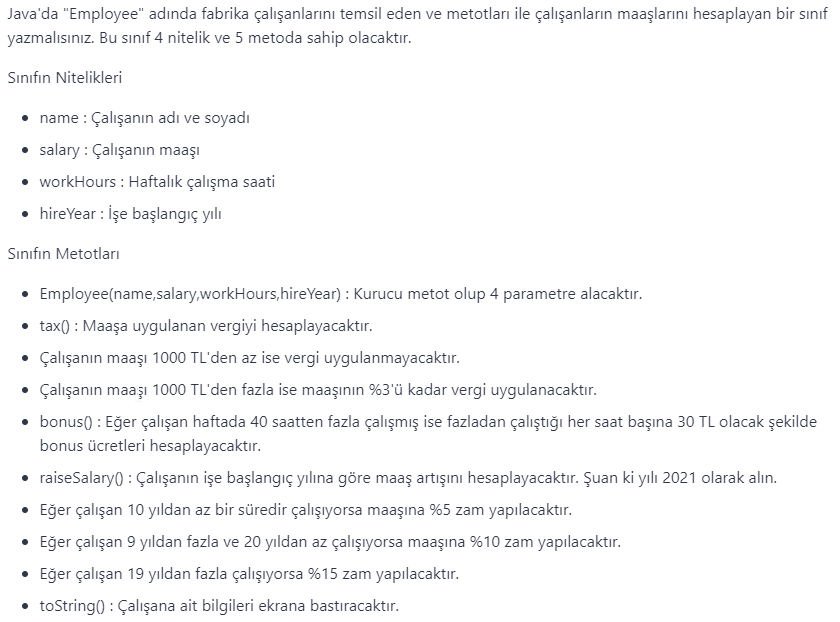 Java'da "Employee" adında fabrika çalışanlarını temsil eden ve metotları ile çalışanların maaşlarını hesaplayan bir sınıf
yazmalısınız. Bu sınıf 4 nitelik ve 5 metoda sahip olacaktır.
Sınıfın Nitelikleri
• name : Çalışanın adı ve soyadı
• salary : Çalışanın maaşı
• workHours : Haftalık çalışma saati
• hireYear : İşe başlangıç yılı
Sınıfın Metotları
• Employee(name,salary,workHours,hireYear) : Kurucu metot olup 4 parametre alacaktır.
• tax() : Maaşa uygulanan vergiyi hesaplayacaktır.
• Çalışanın maaşı 1000 TL'den az ise vergi uygulanmayacaktır.
• Çalışanın maaşı 1000 TL'den fazla ise maaşının %3'ü kadar vergi uygulanacaktır.
• bonus() : Eğer çalışan haftada 40 saatten fazla çalışmış ise fazladan çalıştığı her saat başına 30 TL olacak şekilde
bonus ücretleri hesaplayacaktır.
• raiseSalary() : Çalışanın işe başlangıç yılına göre maaş artışını hesaplayacaktır. Şuan ki yılı 2021 olarak alın.
• Eğer çalışan 10 yıldan az bir süredir çalışıyorsa maaşına %5 zam yapılacaktır.
• Eğer çalışan 9 yıldan fazla ve 20 yıldan az çalışıyorsa maaşına %10 zam yapılacaktır.
• Eğer çalışan 19 yıldan fazla çalışıyorsa %15 zam yapılacaktır.
• toString() : Çalışana ait bilgileri ekrana bastıracaktır.